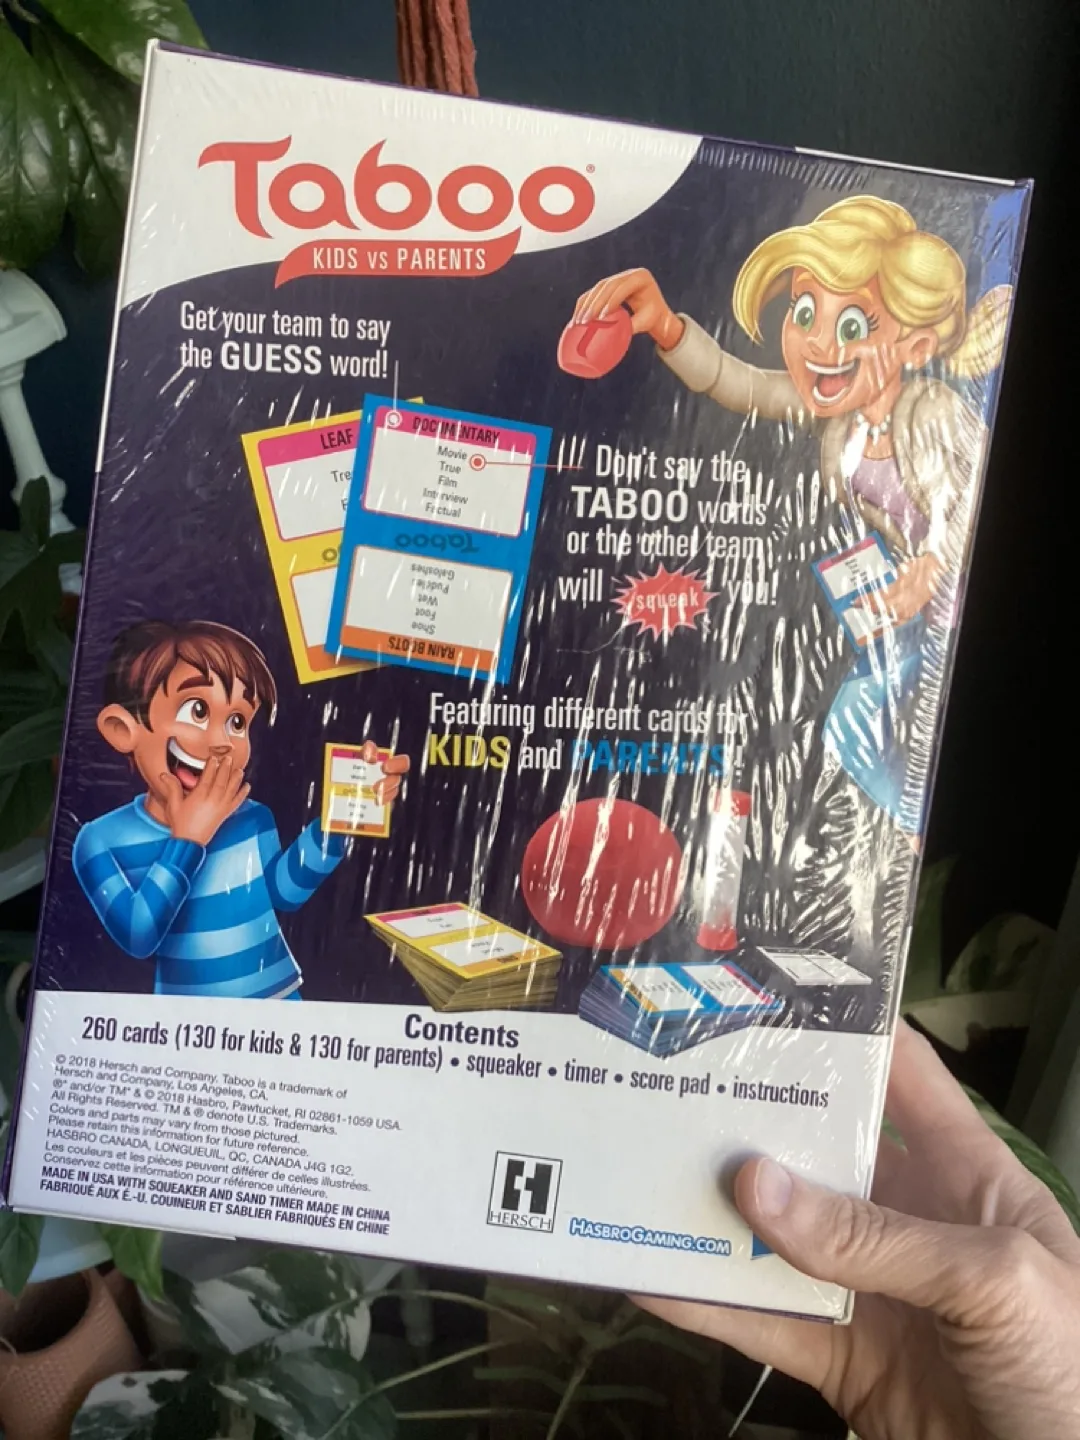 Taboo®
KIDS VS PARENTS
Get your team to say
the GUESS word!
LEAF
Tre
DOCUMENTARY
Movie
True
Film
Interview
Factual
Taboo
Galoshes
Puddles
Wet
Foot
Shoe
RAIN BOOTS
Don't say the
TABOO words
or the other team
will squeak you!
Featuring different cards for
KIDS and PARENTS!
Contents
260 cards (130 for kids & 130 for parents) • squeaker • timer • score pad • instructions
© 2018 Hersch and Company. Taboo is a trademark of
Hersch and Company, Los Angeles, CA.
®* and/or TM* & © 2018 Hasbro, Pawtucket, RI 02861-1059 USA.
All Rights Reserved. TM & ® denote U.S. Trademarks.
Colors and parts may vary from those pictured.
Please retain this information for future reference.
HASBRO CANADA, LONGUEUIL, QC, CANADA J4G 1G2.
Les couleurs et les pièces peuvent différer de celles illustrées.
Conservez cette information pour référence ultérieure.
MADE IN USA WITH SQUEAKER AND SAND TIMER MADE IN CHINA
FABRIQUÉ AUX É.-U. COUINEUR ET SABLIER FABRIQUÉS EN CHINE
HERSCH
HASBROGAMING.COM